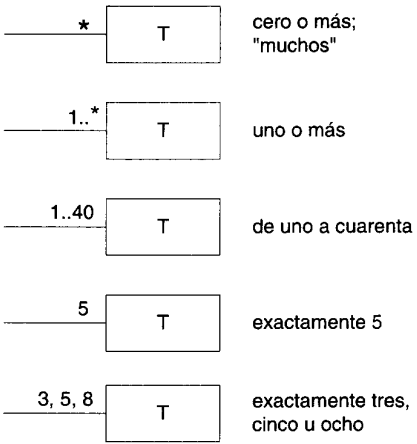 * T cero o más;
"muchos"
1..* T uno o más
1..40 T de uno a cuarenta
5 T exactamente 5
3, 5, 8 T exactamente tres,
cinco u ocho